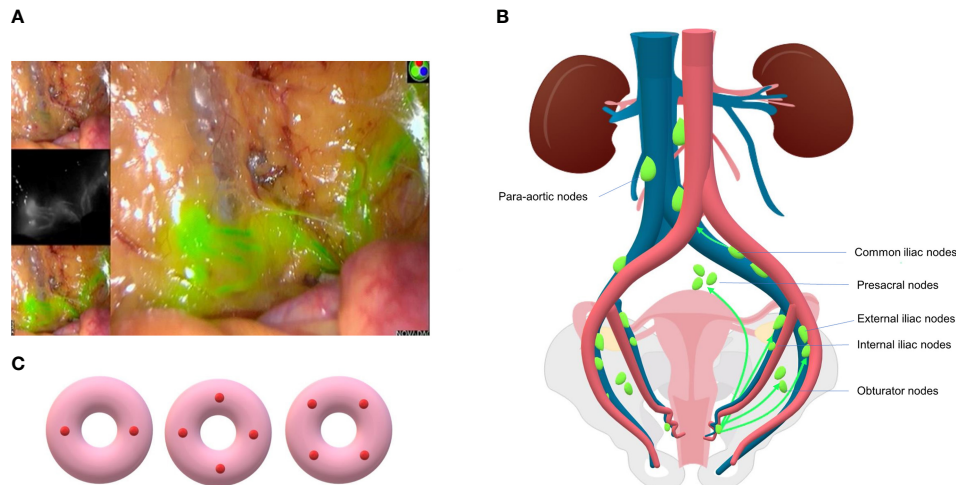 A
B
Para-aortic nodes
Common iliac nodes
Presacral nodes
External iliac nodes
Internal iliac nodes
Obturator nodes
C